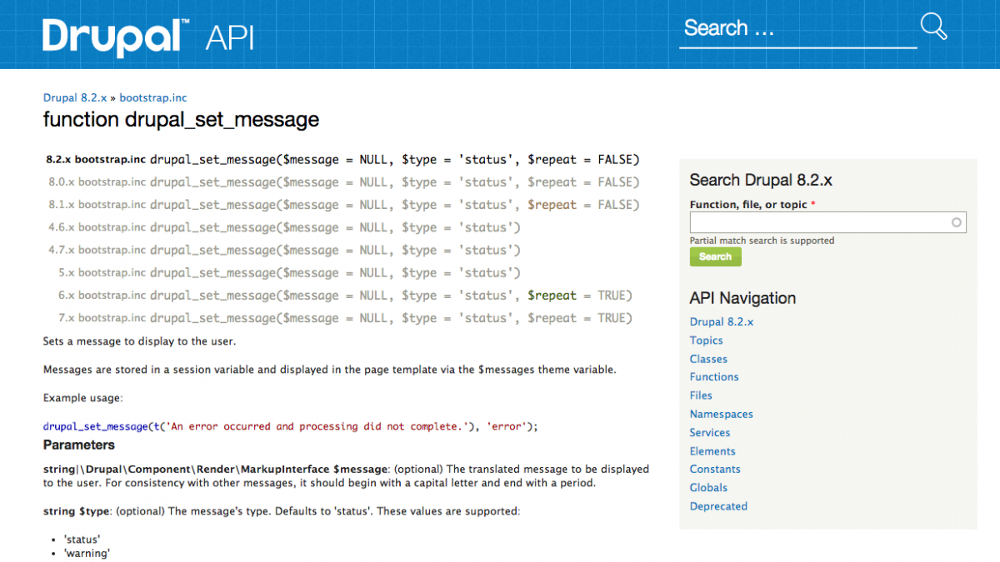 Drupal™ API
Search ...
Drupal 8.2.x » bootstrap.inc
function drupal_set_message
8.2.x bootstrap.inc drupal_set_message($message = NULL, $type = 'status', $repeat = FALSE)
8.0.x bootstrap.inc drupal_set_message($message = NULL, $type = 'status', $repeat = FALSE)
8.1.x bootstrap.inc drupal_set_message($message = NULL, $type = 'status', $repeat = FALSE)
4.6.x bootstrap.inc drupal_set_message($message = NULL, $type = 'status')
4.7.x bootstrap.inc drupal_set_message($message = NULL, $type = 'status')
5.x bootstrap.inc drupal_set_message($message = NULL, $type = 'status')
6.x bootstrap.inc drupal_set_message($message = NULL, $type = 'status', $repeat = TRUE)
7.x bootstrap.inc drupal_set_message($message = NULL, $type = 'status', $repeat = TRUE)
Sets a message to display to the user.
Messages are stored in a session variable and displayed in the page template via the $messages theme variable.
Example usage:
drupal_set_message(t('An error occurred and processing did not complete.'), 'error');
Parameters
string|\Drupal\Component\Render\MarkupInterface $message: (optional) The translated message to be displayed
to the user. For consistency with other messages, it should begin with a capital letter and end with a period.
string $type: (optional) The message's type. Defaults to 'status'. These values are supported:
• 'status'
• 'warning'
Search Drupal 8.2.x
Function, file, or topic *
Partial match search is supported
Search
API Navigation
Drupal 8.2.x
Topics
Classes
Functions
Files
Namespaces
Services
Elements
Constants
Globals
Deprecated